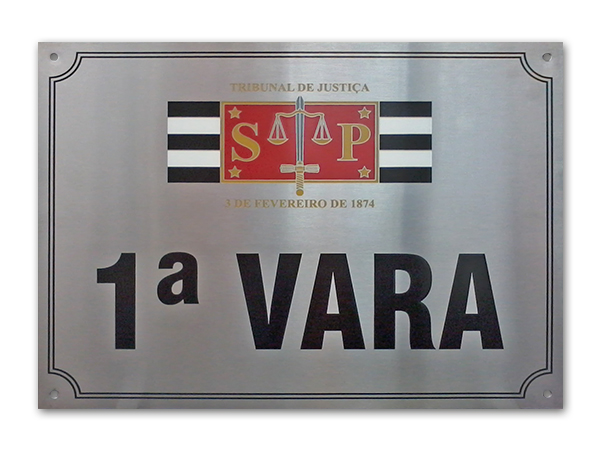 TRIBUNAL DE JUSTIÇA
S P
3 DE FEVEREIRO DE 1874
1ª VARA